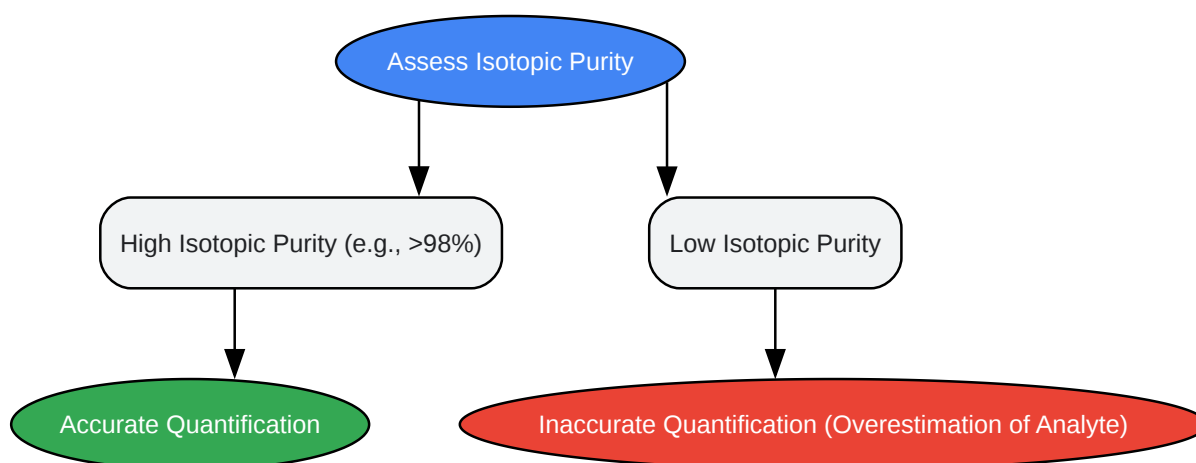 Assess Isotopic Purity
High Isotopic Purity (e.g., >98%)
Low Isotopic Purity
Accurate Quantification
Inaccurate Quantification (Overestimation of Analyte)